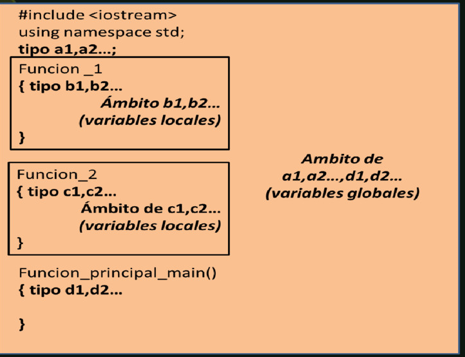 #include <iostream>
using namespace std;
tipo a1,a2...;
Funcion _1
{ tipo b1,b2...
Ámbito b1,b2...
(variables locales)
}
Funcion_2
{ tipo c1,c2...
Ámbito de c1,c2...
(variables locales)
}
Ambito de
a1,a2...,d1,d2...
(variables globales)
Funcion_principal_main()
{ tipo d1,d2...
}